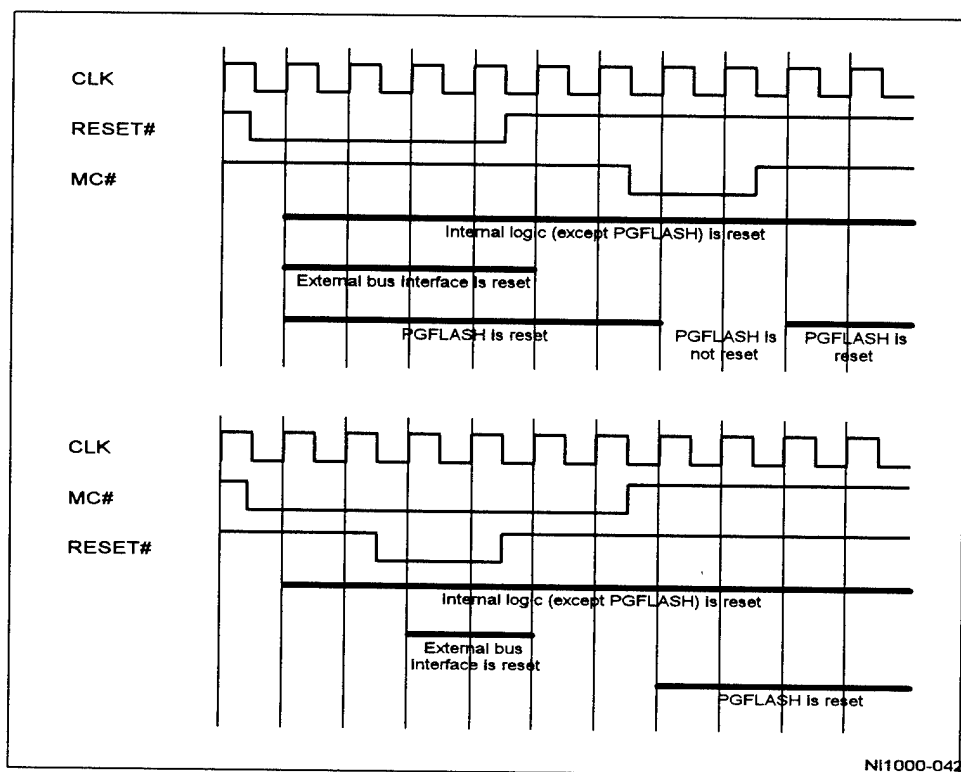 CLK
RESET#
MC#
Internal logic (except PGFLASH) is reset
External bus interface is reset
PGFLASH is reset
PGFLASH is
not reset
PGFLASH is
reset
CLK
MC#
RESET#
Internal logic (except PGFLASH) is reset
External bus
interface is reset
PGFLASH is reset
NI1000-042